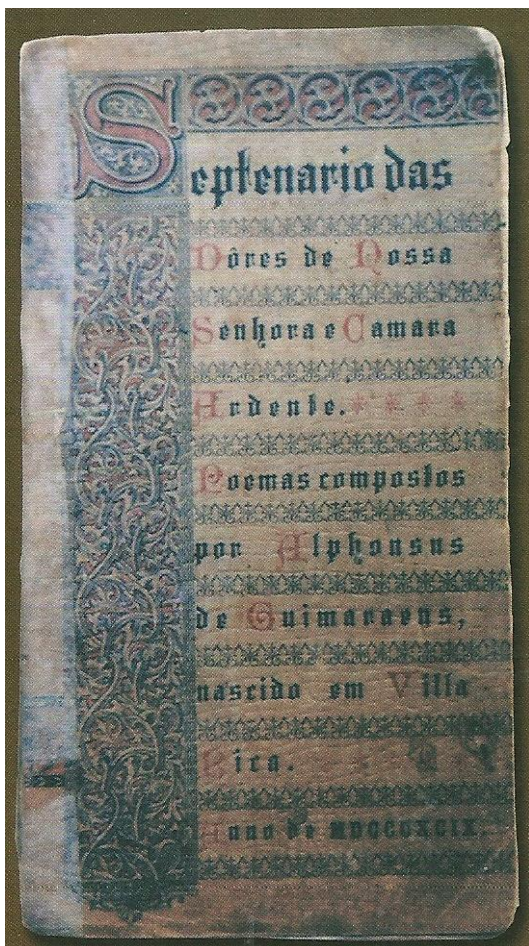 Septenario das
Dôres de Nossa
Senhora e Camara
Ardente. ****
Poemas compostos
por Alphonsus
de Guimaraens,
nascido em Villa
Rica.
Anno de MDCCCXCIX.